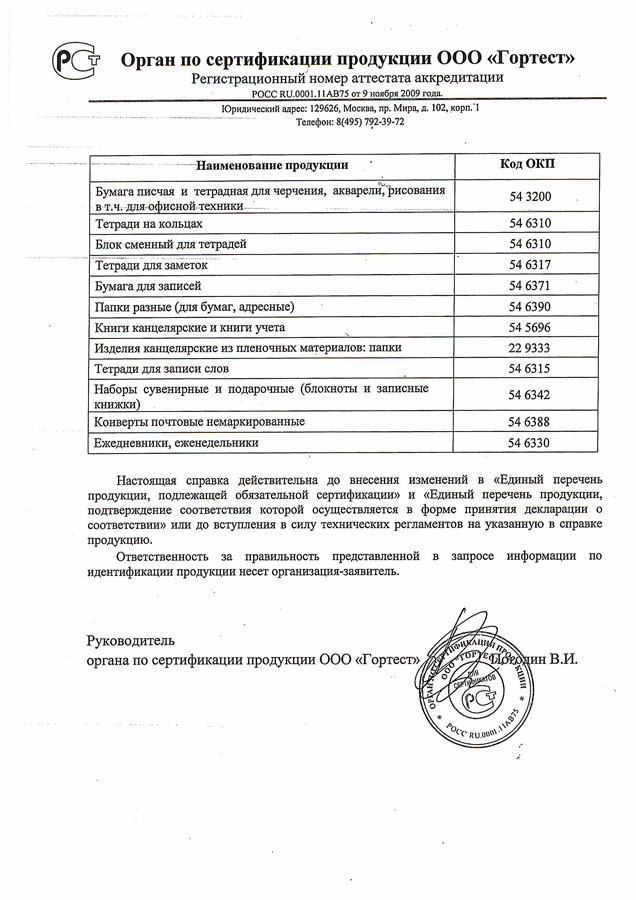 РСТ
Орган по сертификации продукции ООО «Гортест»
Регистрационный номер аттестата аккредитации
РОСС RU.0001.11АВ75 от 9 ноября 2009 года.
Юридический адрес: 129626, Москва, пр. Мира, д. 102, корп. 1
Телефон: 8(495) 792-39-72
Наименование продукции Код ОКП
Бумага писчая и тетрадная для черчения, акварели, рисования
в т.ч. для офисной техники 54 3200
Тетради на кольцах 54 6310
Блок сменный для тетрадей 54 6310
Тетради для заметок 54 6317
Бумага для записей 54 6371
Папки разные (для бумаг, адресные) 54 6390
Книги канцелярские и книги учета 54 5696
Изделия канцелярские из пленочных материалов: папки 22 9333
Тетради для записи слов 54 6315
Наборы сувенирные и подарочные (блокноты и записные
книжки) 54 6342
Конверты почтовые немаркированные 54 6388
Ежедневники, еженедельники 54 6330
Настоящая справка действительна до внесения изменений в «Единый перечень
продукции, подлежащей обязательной сертификации» и «Единый перечень продукции,
подтверждение соответствия которой осуществляется в форме принятия декларации о
соответствии» или до вступления в силу технических регламентов на указанную в справке
продукцию.
Ответственность за правильность представленной в запросе информации по
идентификации продукции несет организация-заявитель.
Руководитель
органа по сертификации продукции ООО «Гортест» Погодин В.И.
ОРГАН ПО СЕРТИФИКАЦИИ ПРОДУКЦИИ
ООО "ГОРТЕСТ"
ДЛЯ
СЕРТИФИКАТОВ
РСТ
* РОСС RU.0001.11АВ75 *